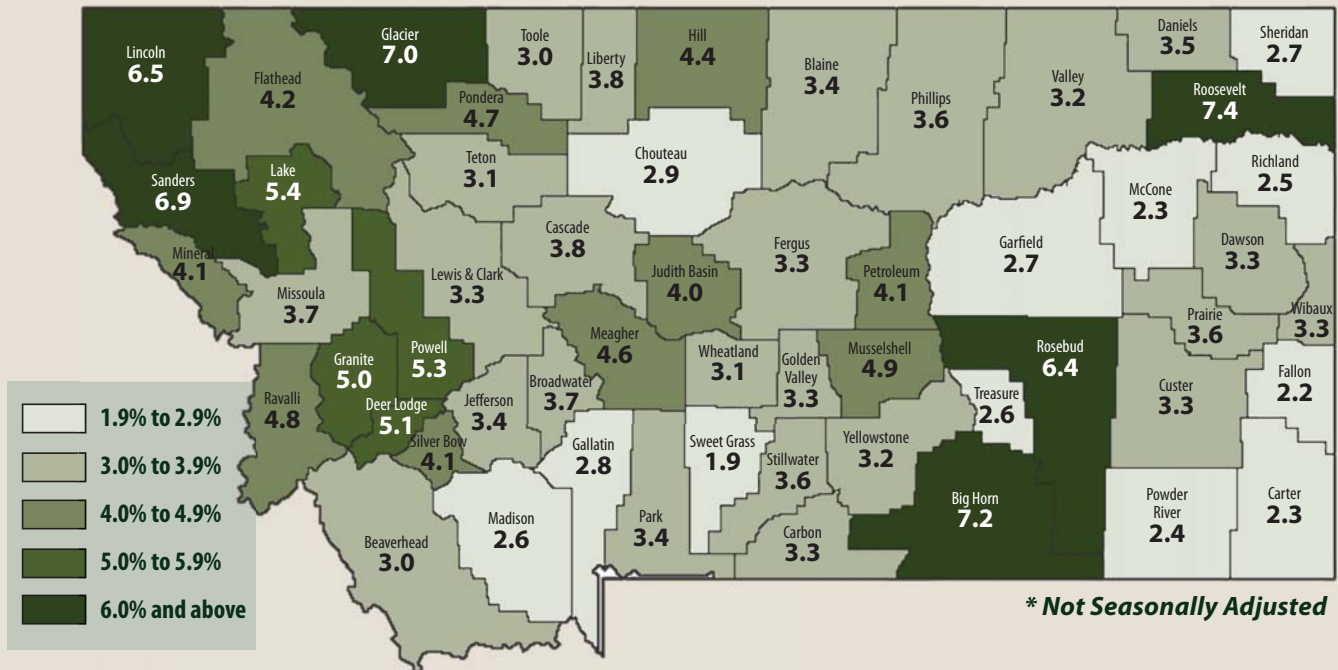 Lincoln
6.5
Flathead
4.2
Glacier
7.0
Toole
3.0
Liberty
3.8
Hill
4.4
Blaine
3.4
Phillips
3.6
Valley
3.2
Daniels
3.5
Sheridan
2.7
Roosevelt
7.4
Pondera
4.7
Teton
3.1
Chouteau
2.9
Richland
2.5
McCone
2.3
Sanders
6.9
Lake
5.4
Mineral
4.1
Missoula
3.7
Lewis & Clark
3.3
Cascade
3.8
Judith Basin
4.0
Fergus
3.3
Petroleum
4.1
Garfield
2.7
Dawson
3.3
Prairie
3.6
Wibaux
3.3
Ravalli
4.8
Granite
5.0
Powell
5.3
Deer Lodge
5.1
Silver Bow
4.1
Jefferson
3.4
Broadwater
3.7
Meagher
4.6
Wheatland
3.1
Golden
Valley
3.3
Musselshell
4.9
Rosebud
6.4
Treasure
2.6
Custer
3.3
Fallon
2.2
Beaverhead
3.0
Madison
2.6
Gallatin
2.8
Park
3.4
Sweet Grass
1.9
Stillwater
3.6
Yellowstone
3.2
Carbon
3.3
Big Horn
7.2
Powder
River
2.4
Carter
2.3
1.9% to 2.9%
3.0% to 3.9%
4.0% to 4.9%
5.0% to 5.9%
6.0% and above
* Not Seasonally Adjusted